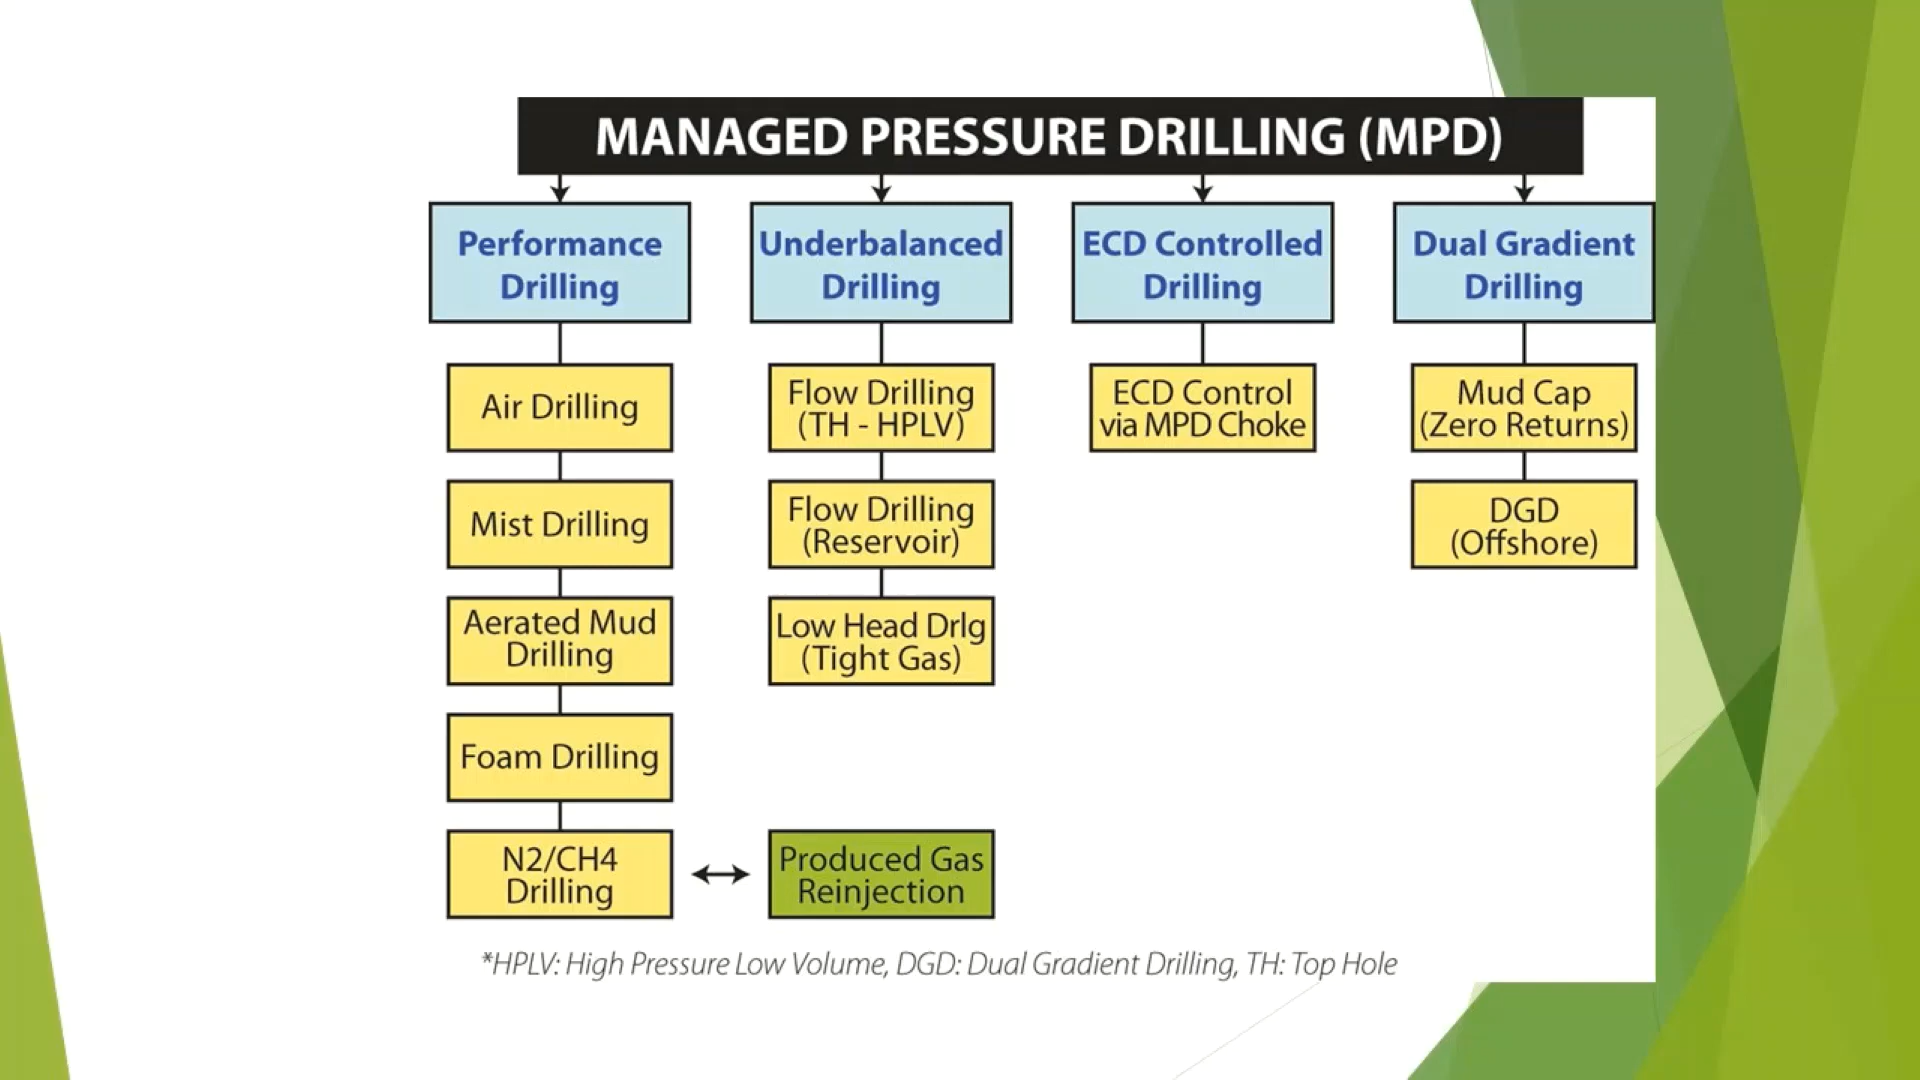 MANAGED PRESSURE DRILLING (MPD)
Performance
Drilling
Air Drilling
Mist Drilling
Aerated Mud
Drilling
Foam Drilling
N2/CH4
Drilling
Underbalanced
Drilling
Flow Drilling
(TH - HPLV)
Flow Drilling
(Reservoir)
Low Head Drlg
(Tight Gas)
Produced Gas
Reinjection
ECD Controlled
Drilling
ECD Control
via MPD Choke
Dual Gradient
Drilling
Mud Cap
(Zero Returns)
DGD
(Offshore)
*HPLV: High Pressure Low Volume, DGD: Dual Gradient Drilling, TH: Top Hole